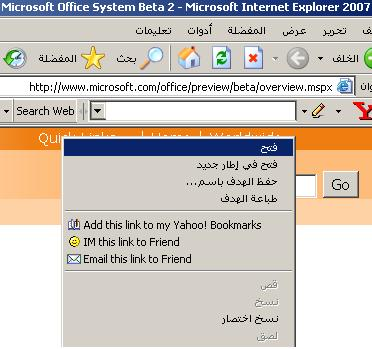 2007 Microsoft Office System Beta 2 - Microsoft Internet Explorer
تحرير عرض المفضلة أدوات تعليمات
الخلف بحث المفضلة
http://www.microsoft.com/office/preview/beta/overview.mspx
Search Web
Quick Links | Home | Worldwide
فتح
فتح في إطار جديد
حفظ الهدف باسم...
طباعة الهدف
Go
Add this link to my Yahoo! Bookmarks
IM this link to Friend
Email this link to Friend
قص
نسخ
نسخ اختصار
لصق